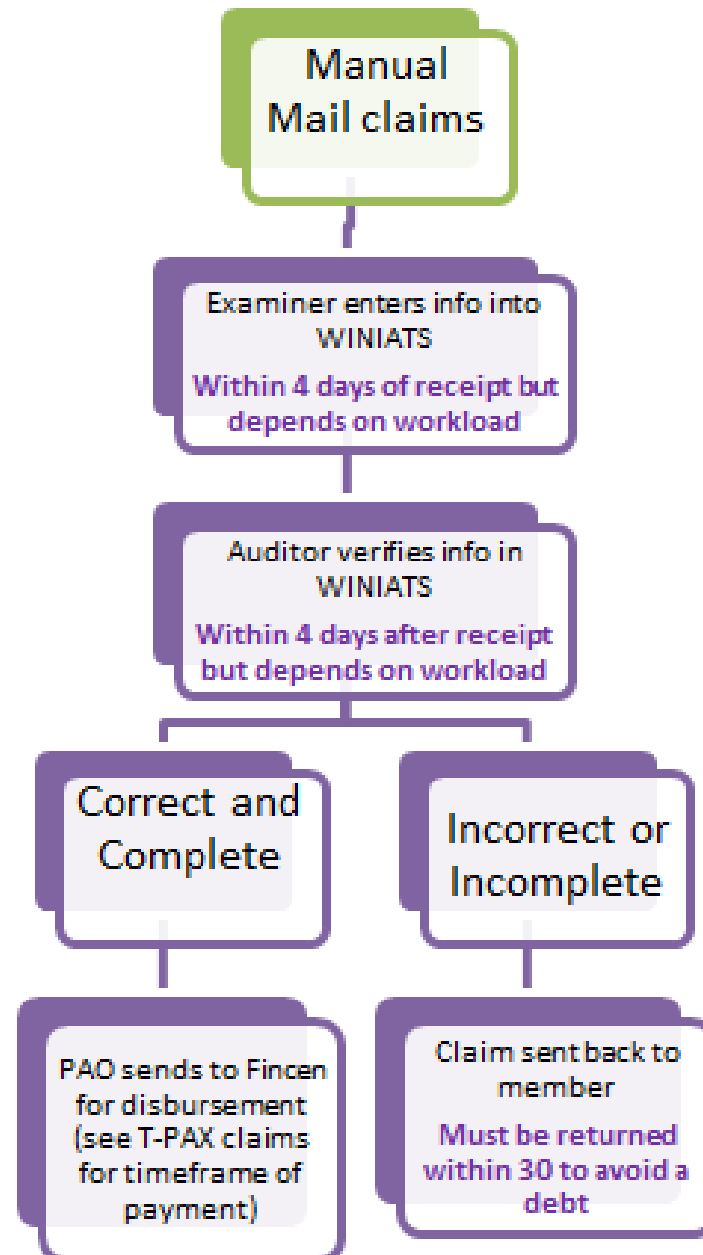 Manual
Mail claims
Examiner enters info into
WINIATS
Within 4 days of receipt but
depends on workload
Auditor verifies info in
WINIATS
Within 4 days after receipt
but depends on workload
Correct and
Complete
Incorrect or
Incomplete
PAO sends to Fincen
for disbursement
(see T-PAX claims
for timeframe of
payment)
Claim sent back to
member
Must be returned
within 30 to avoid a
debt